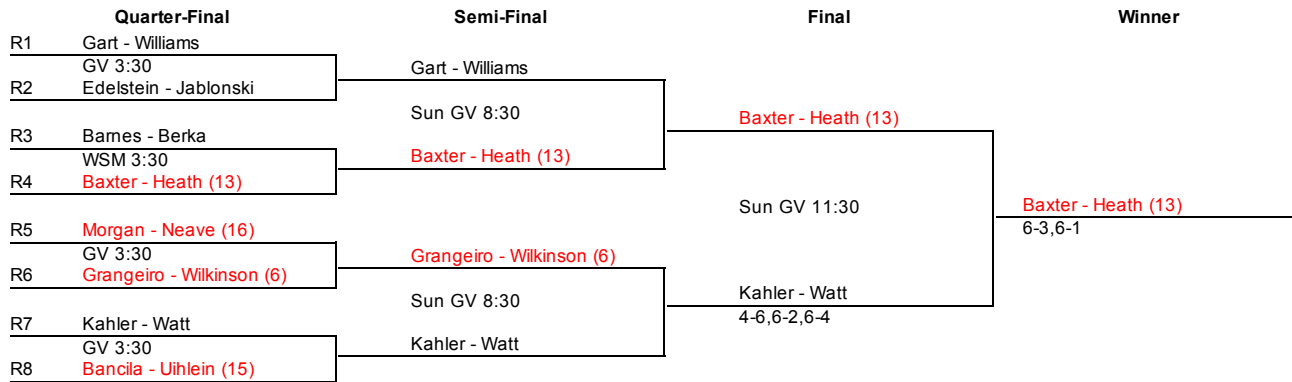 Quarter-Final Semi-Final Final Winner
R1 Gart - Williams
GV 3:30
R2 Edelstein - Jablonski
R3 Barnes - Berka
WSM 3:30
R4 Baxter - Heath (13)
R5 Morgan - Neave (16)
GV 3:30
R6 Grangeiro - Wilkinson (6)
R7 Kahler - Watt
GV 3:30
R8 Bancila - Uihlein (15)
Gart - Williams
Sun GV 8:30
Baxter - Heath (13)
Grangeiro - Wilkinson (6)
Sun GV 8:30
Kahler - Watt
Baxter - Heath (13)
Sun GV 11:30
Kahler - Watt
4-6,6-2,6-4
Baxter - Heath (13)
6-3,6-1